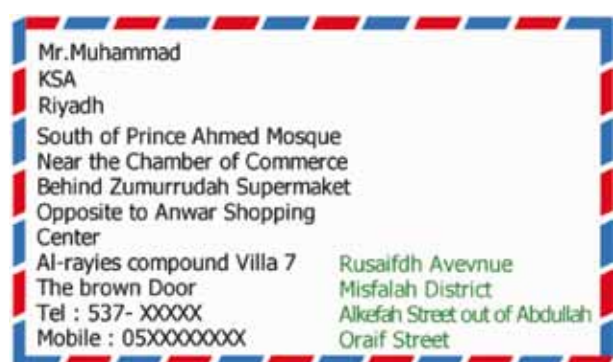 Mr.Muhammad
KSA
Riyadh
South of Prince Ahmed Mosque
Near the Chamber of Commerce
Behind Zumurrudah Supermaket
Opposite to Anwar Shopping
Center
Al-rayies compound Villa 7
The brown Door
Tel : 537- XXXXX
Mobile : 05XXXXXXXX
Rusaifdh Avevnue
Misfalah District
Alkefah Street out of Abdullah
Oraif Street